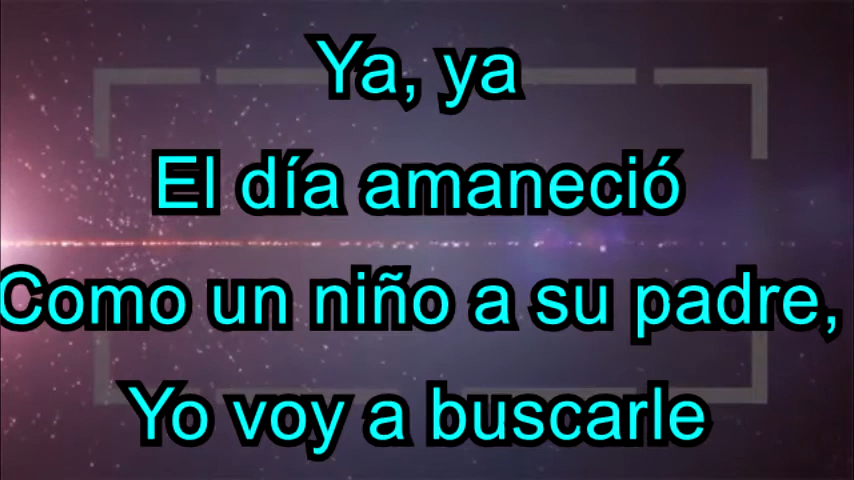 Ya, ya
El día amaneció
Como un niño a su padre,
Yo voy a buscarle